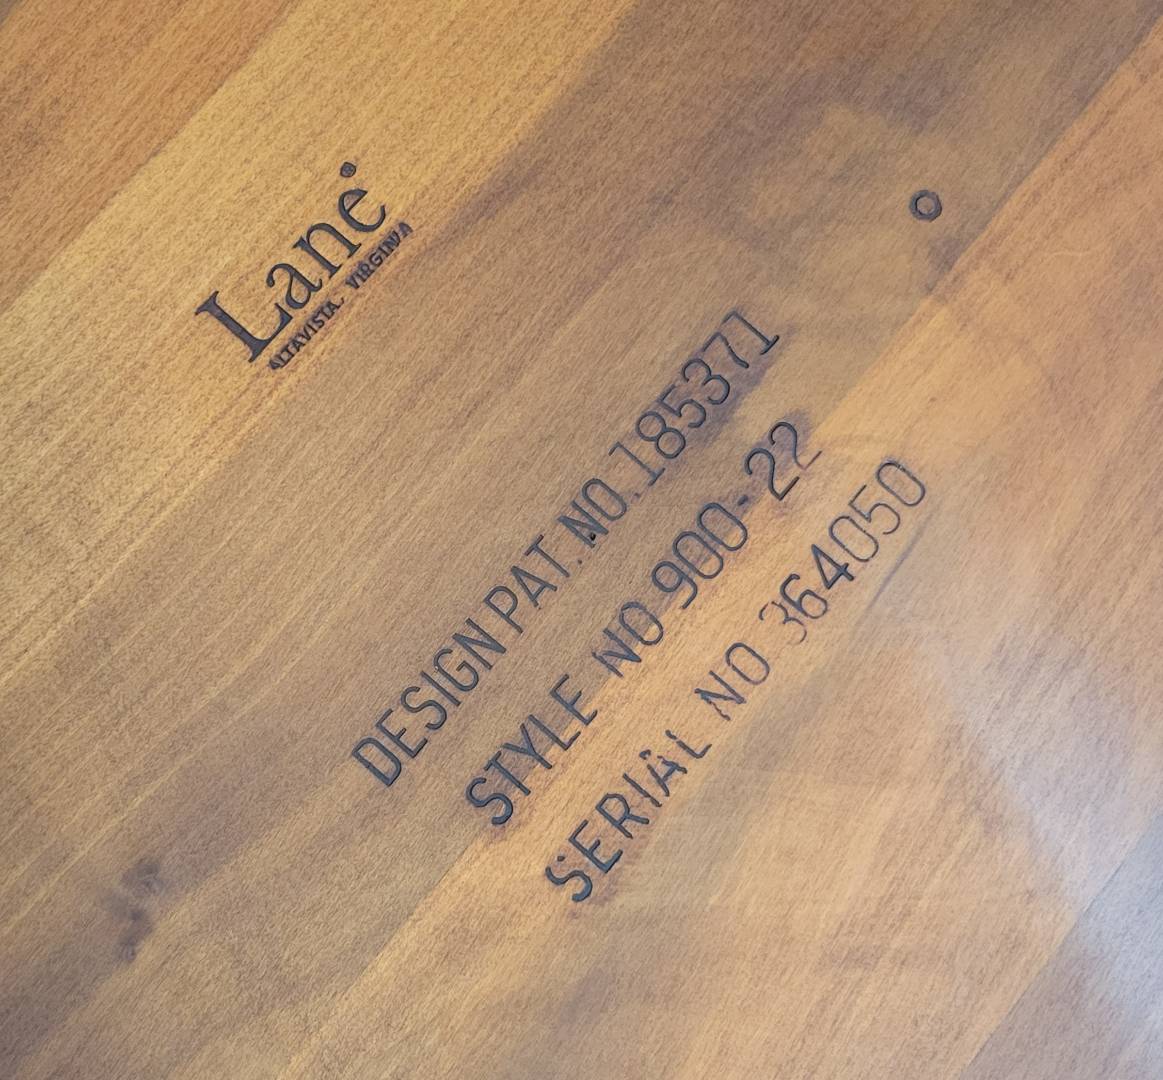 Lane®
ALTAVISTA, VIRGINIA
DESIGN PAT. NO. 185371
STYLE NO 900-22
SERIAL NO 364050